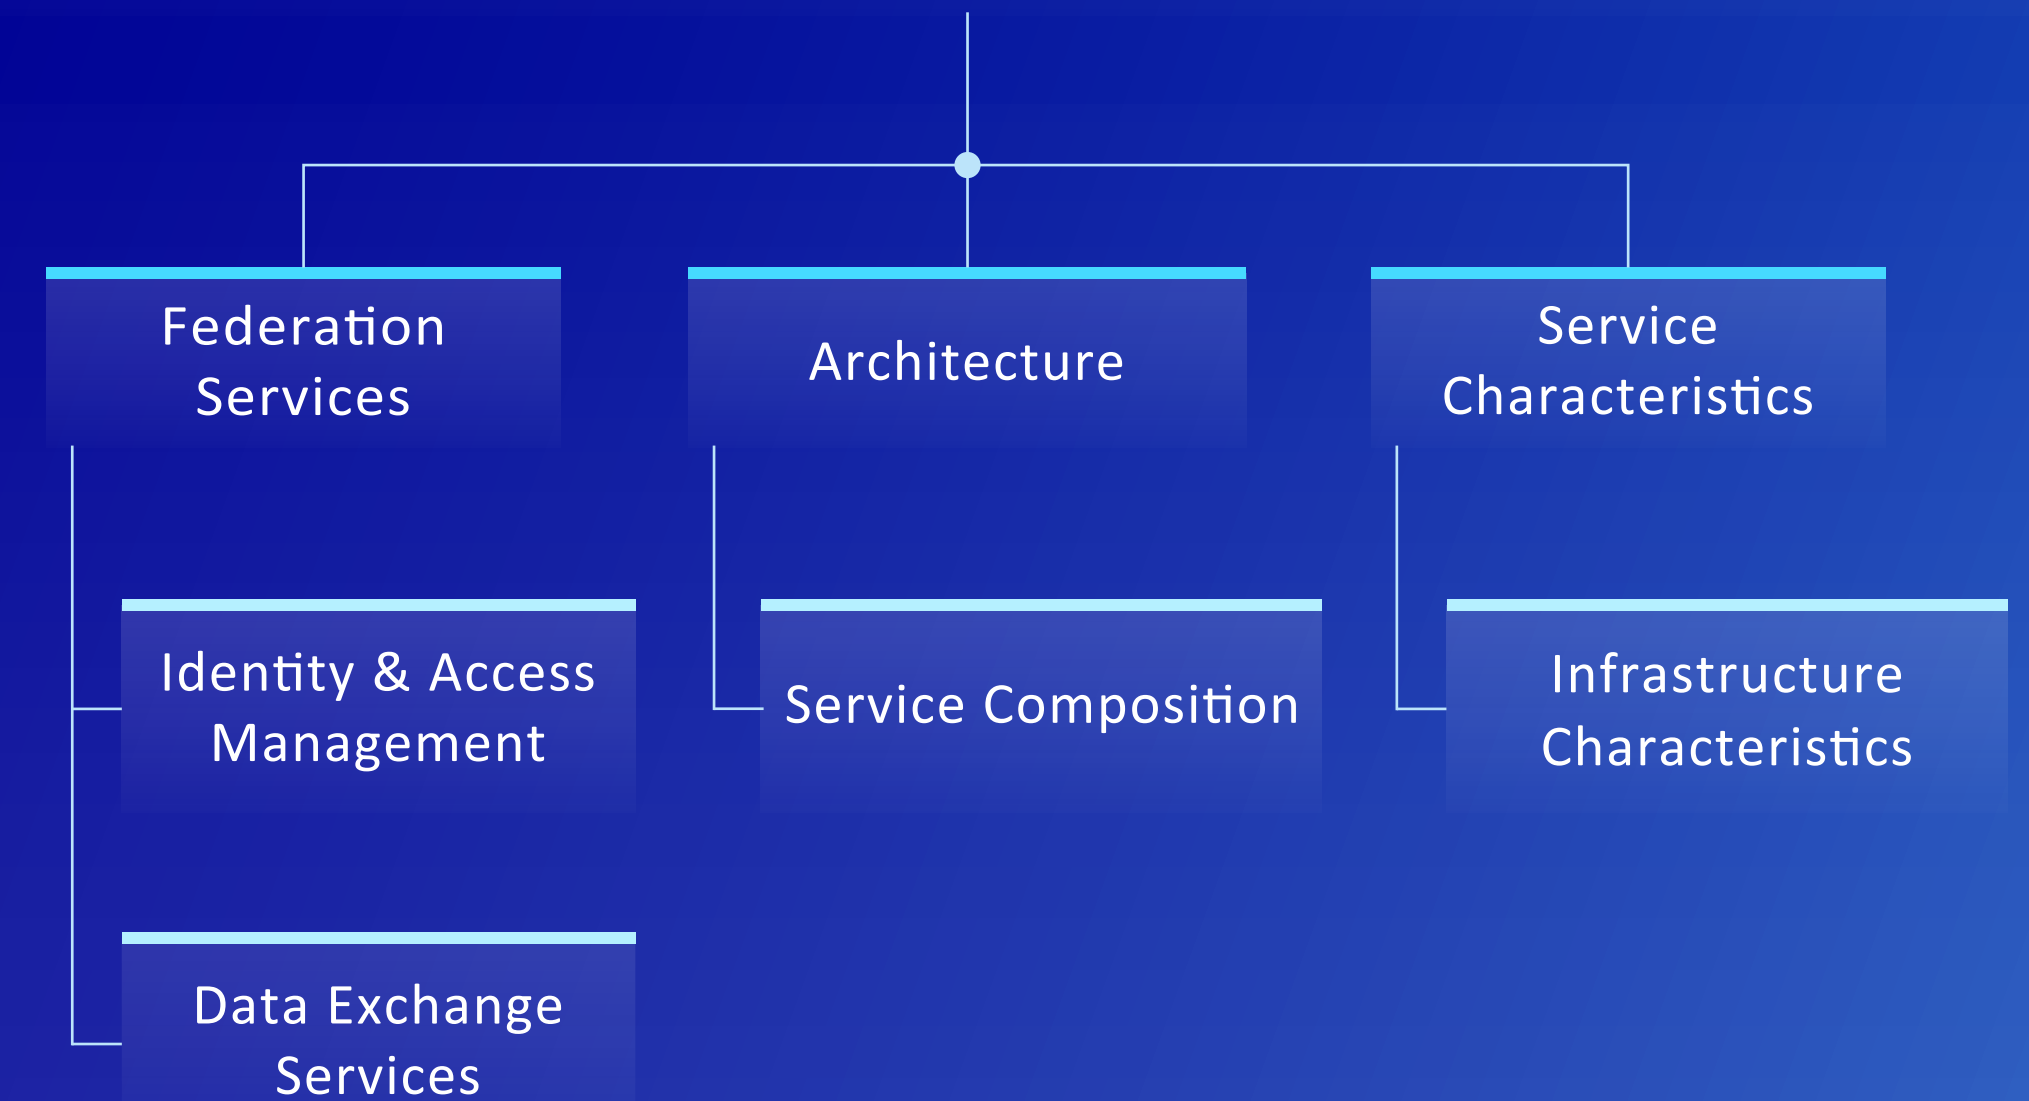 Federation
Services
Architecture
Service
Characteristics
Identity & Access
Management
Service Composition
Infrastructure
Characteristics
Data Exchange
Services